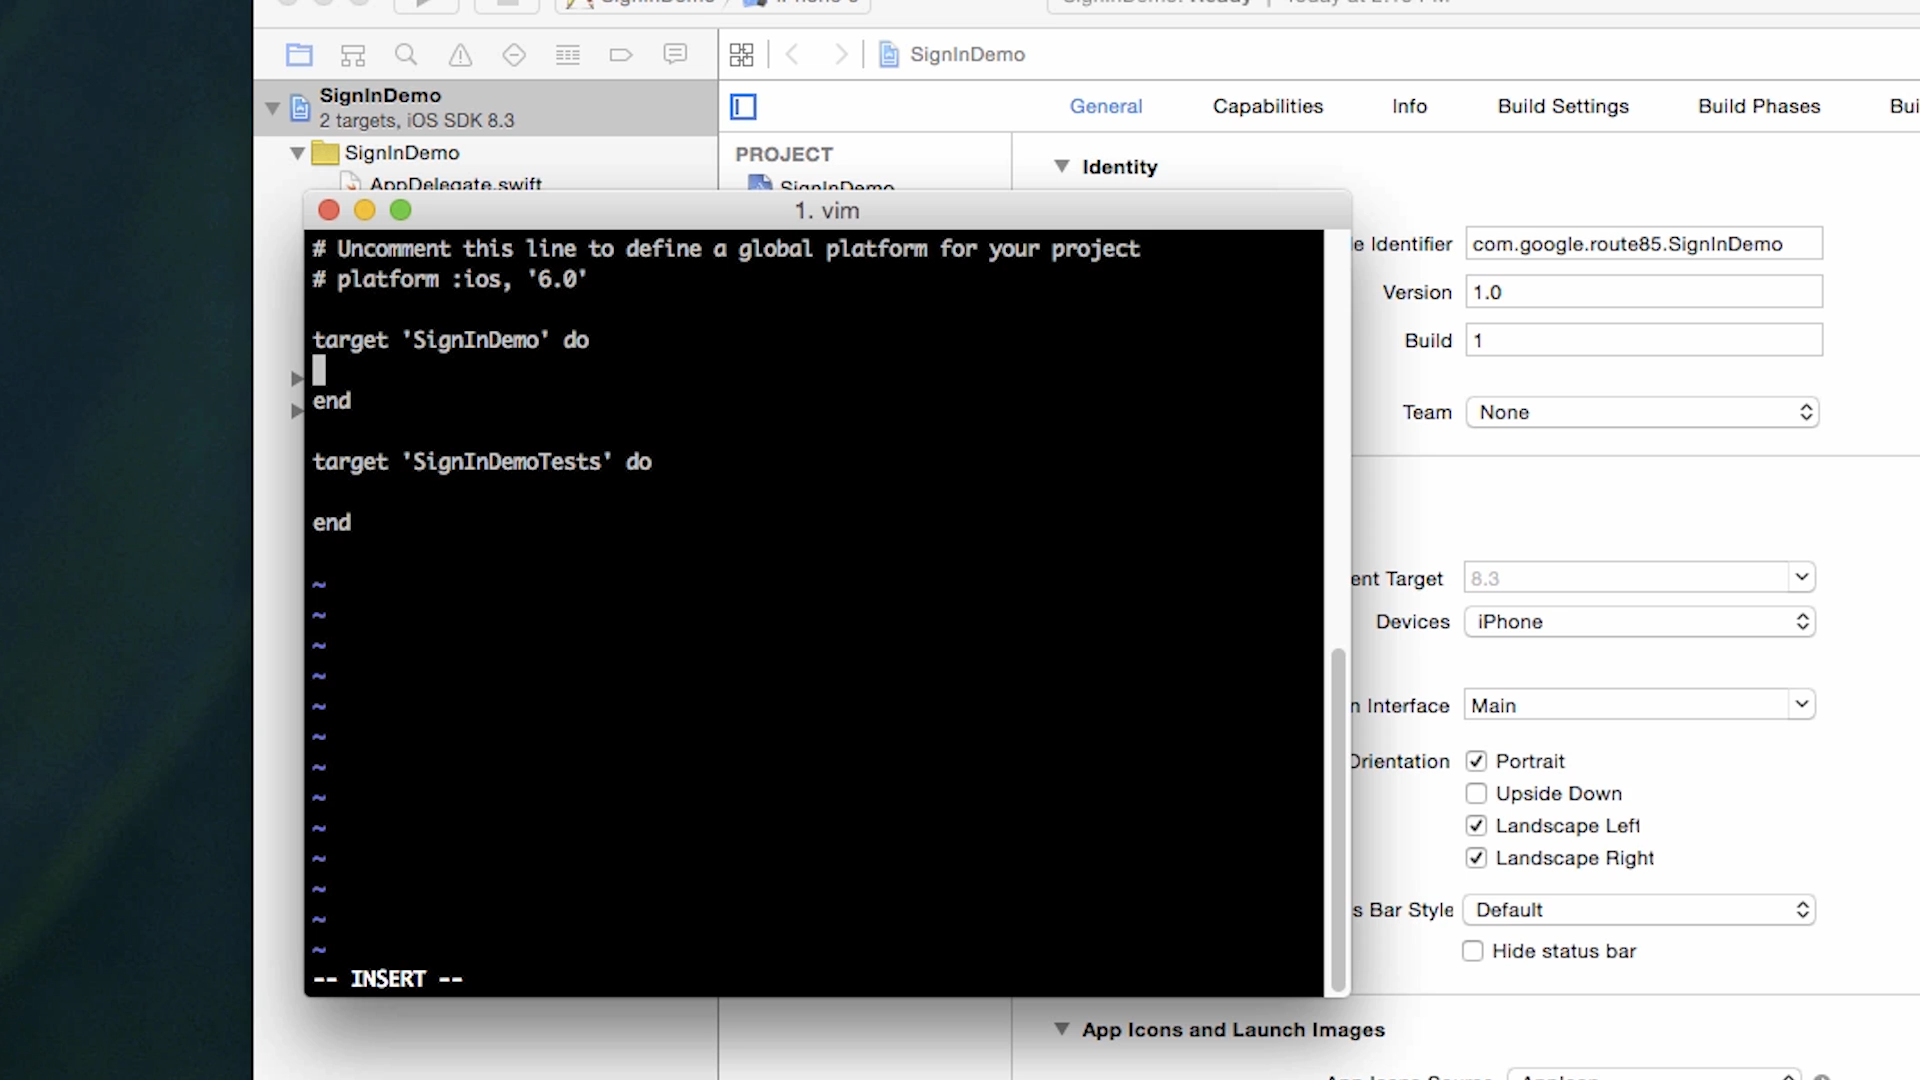 SignInDemo
General
Capabilities
Info
Build Settings
Build Phases
SignInDemo
2 targets, iOS SDK 8.3
SignInDemo
AppDelegate.swift
PROJECT
SignInDemo
Identity
1. vim
# Uncomment this line to define a global platform for your project
# platform :ios, '6.0'
target 'SignInDemo' do
end
target 'SignInDemoTests' do
end
~
~
~
~
~
~
~
~
~
~
~
~
~
-- INSERT --
Identifier com.google.route85.SignInDemo
Version 1.0
Build 1
Team None
Target 8.3
Devices iPhone
Interface Main
Orientation Portrait
Upside Down
Landscape Left
Landscape Right
Bar Style Default
Hide status bar
App Icons and Launch Images